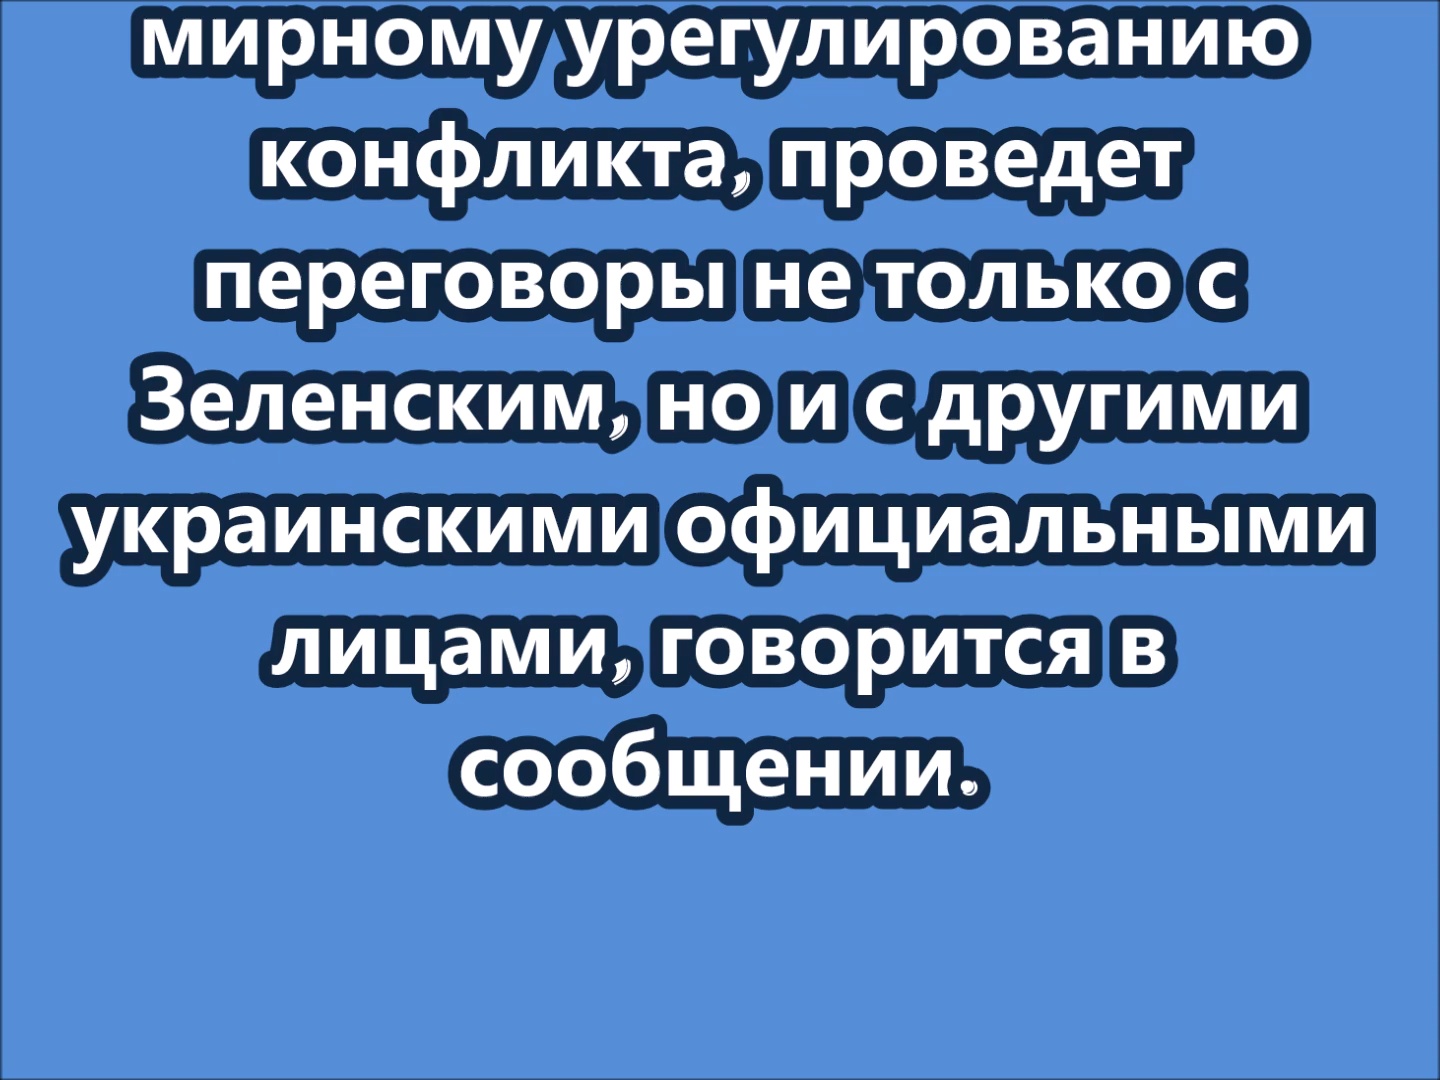 мирному урегулированию
конфликта, проведет
переговоры не только с
Зеленским, но и с другими
украинскими официальными
лицами, говорится в
сообщении.